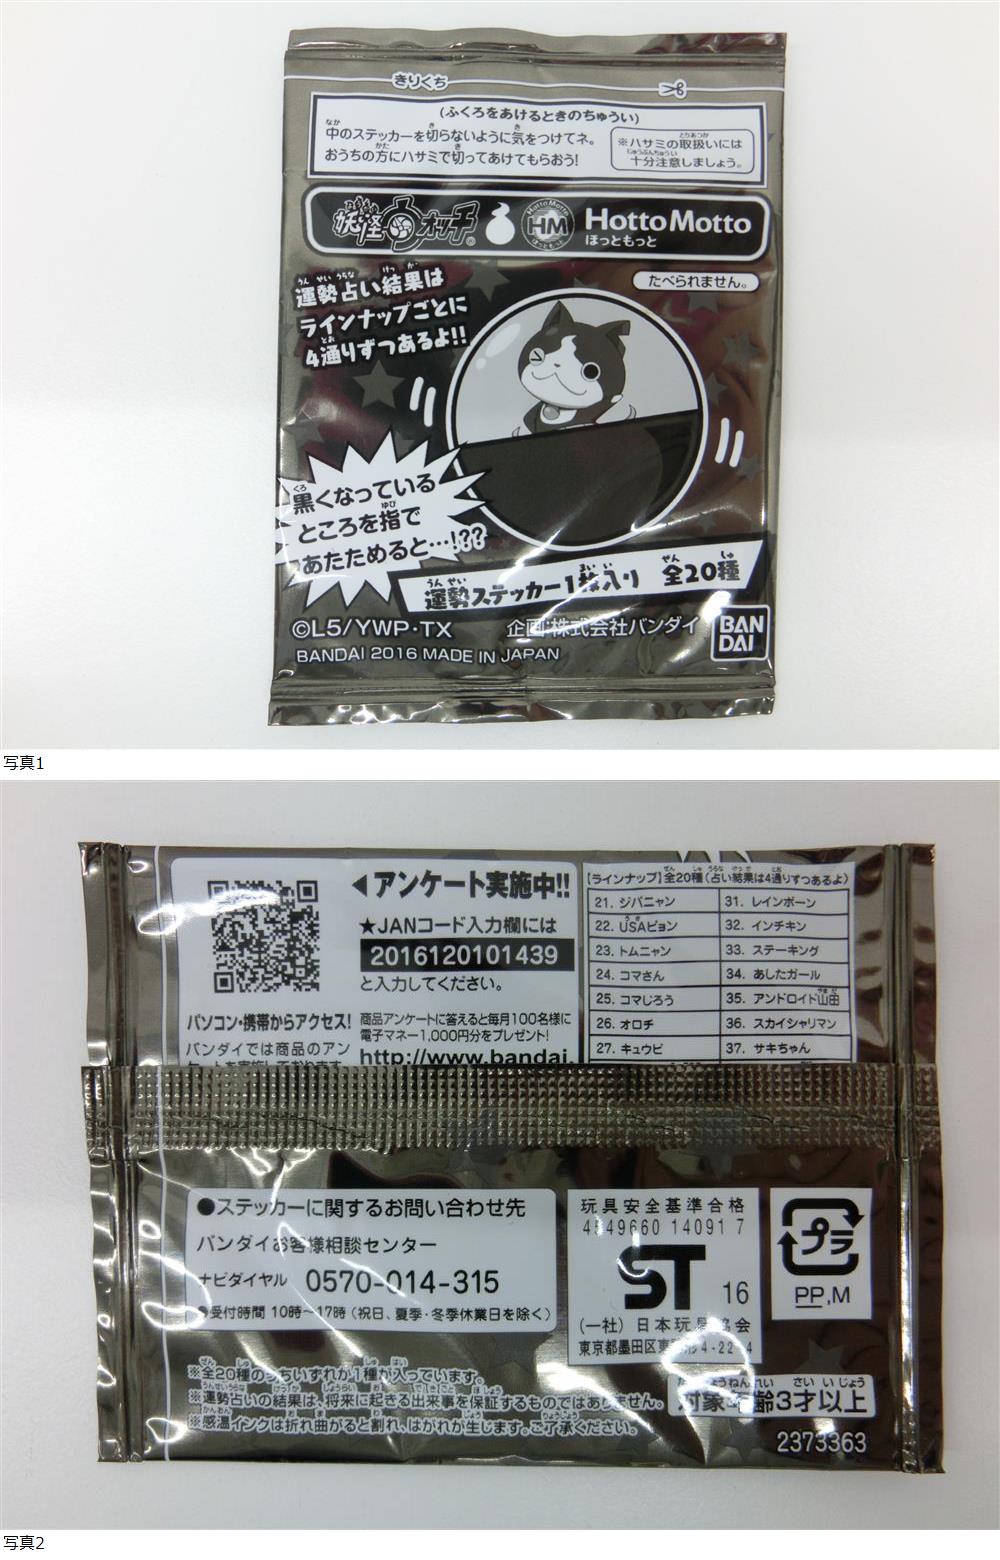 きりくち
(ふくろをあけるときのちゅうい)
中のステッカーを切らないように気をつけてネ。
おうちの方にハサミで切ってあけてもらおう!
※ハサミの取扱いには
十分注意しましょう。
妖怪ウォッチ
HM
HottoMotto
ほっともっと
たべられません。
運勢占い結果は
ラインナップごとに
4通りずつあるよ!!
黒くなっている
ところを指で
あたためると…!??
運勢ステッカー1枚入り 全20種
©L5/YWP・TX 企画:株式会社バンダイ
BANDAI 2016 MADE IN JAPAN
BAN
DAI
写真1
◀アンケート実施中!!
★JANコード入力欄には
2016120101439
と入力してください。
パソコン・携帯からアクセス!
バンダイでは商品のアン
商品アンケートに答えると毎月100名様に
電子マネー1,000円分をプレゼント!
http://www.bandai.
[ラインナップ]全20種(占い結果は4通りずつあるよ)
21. ジバニャン 31. レインボーン
22. USAピョン 32. インチキン
23. トムニャン 33. ステーキング
24. コマさん 34. あしたガール
25. コマじろう 35. アンドロイド山田
26. オロチ 36. スカイシャリマン
27. キュウビ 37. サキちゃん
●ステッカーに関するお問い合わせ先
バンダイお客様相談センター
ナビダイヤル 0570-014-315
●受付時間 10時〜17時(祝日、夏季・冬季休業日を除く)
玩具安全基準合格
4549660 14091 7
ST 16
(一社)日本玩具協会
東京都墨田区東駒形4-22-4
プラ
PP,M
※全20種のうちいずれか1種が入っています。
※運勢占いの結果は、将来に起きる出来事を保証するものではありません。
※感温インクは折れ曲がると割れ、はがれが生じます。ご了承ください。
対象年齢3才以上
2373363
写真2